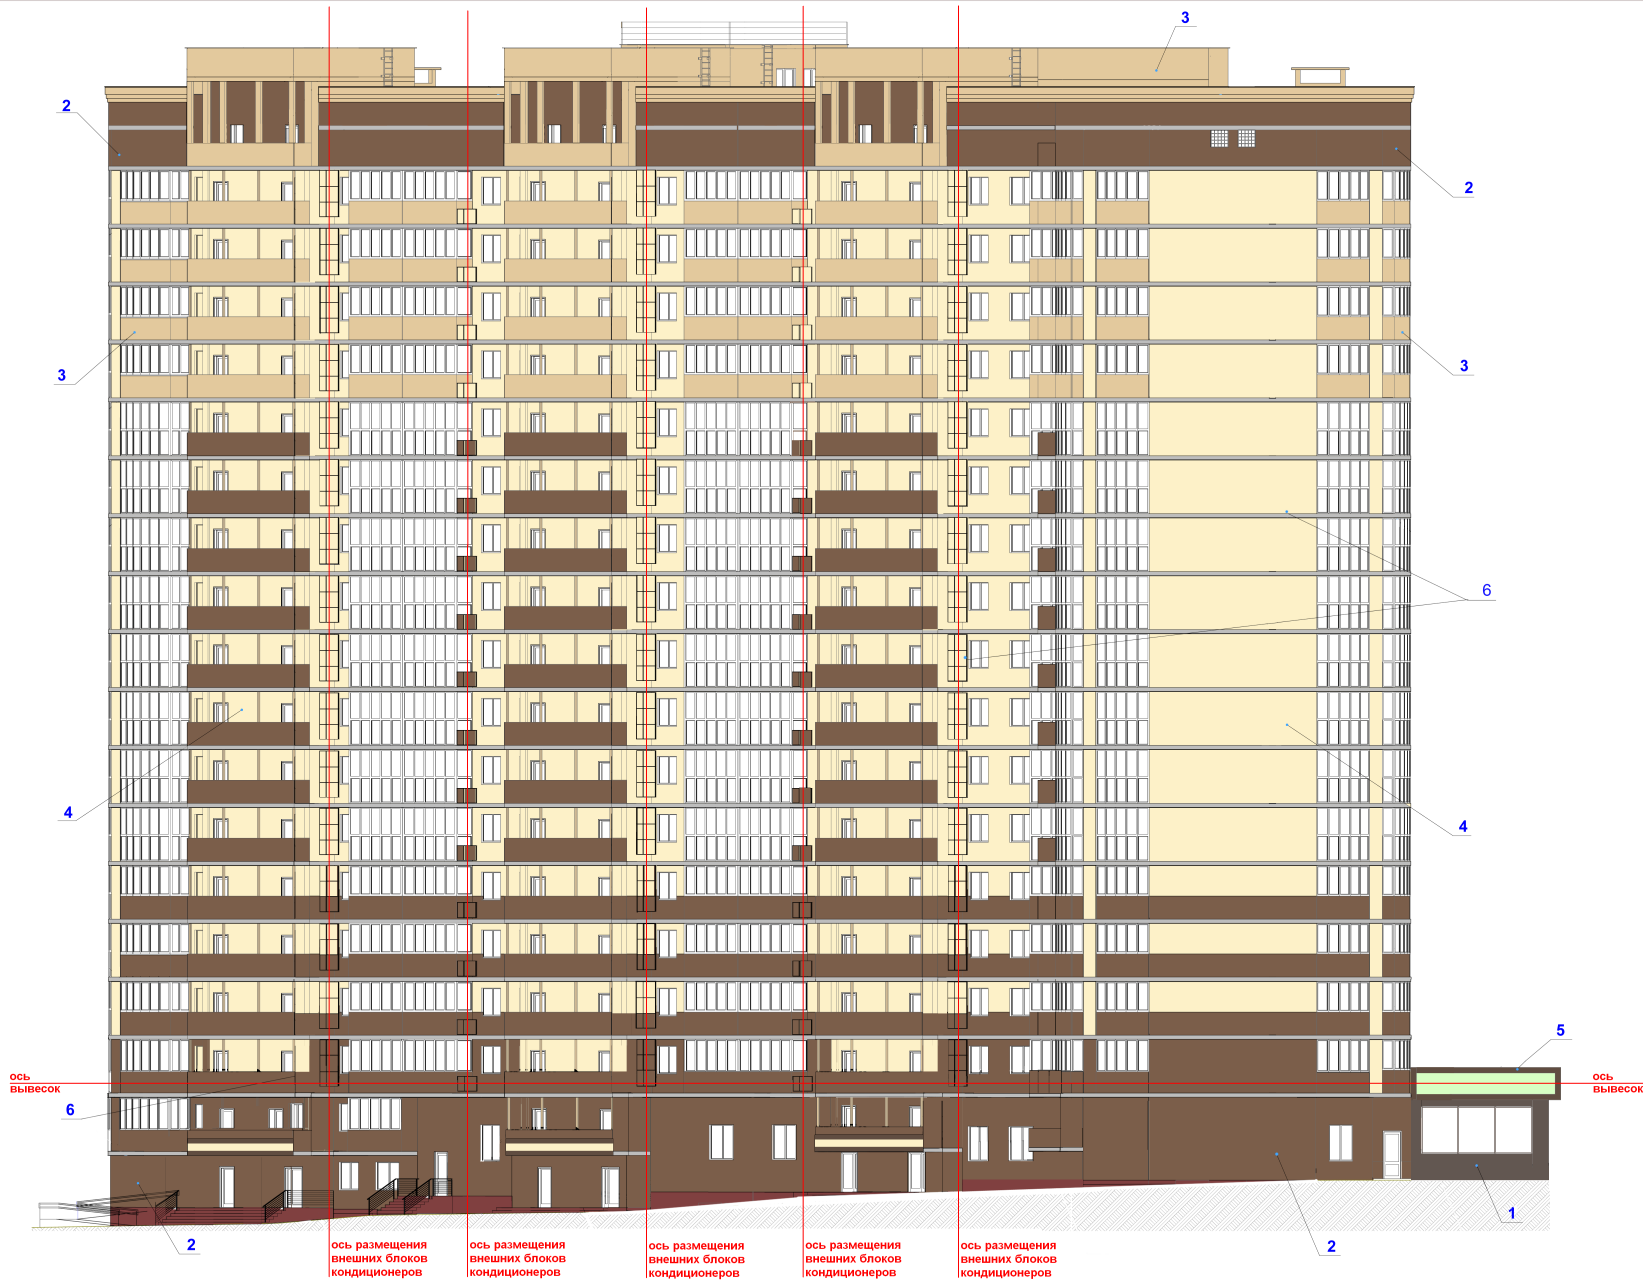 3
2
2
3
3
6
4
4
5
ось
вывесок
ось
вывесок
6
1
2
2
ось размещения
внешних блоков
кондиционеров
ось размещения
внешних блоков
кондиционеров
ось размещения
внешних блоков
кондиционеров
ось размещения
внешних блоков
кондиционеров
ось размещения
внешних блоков
кондиционеров